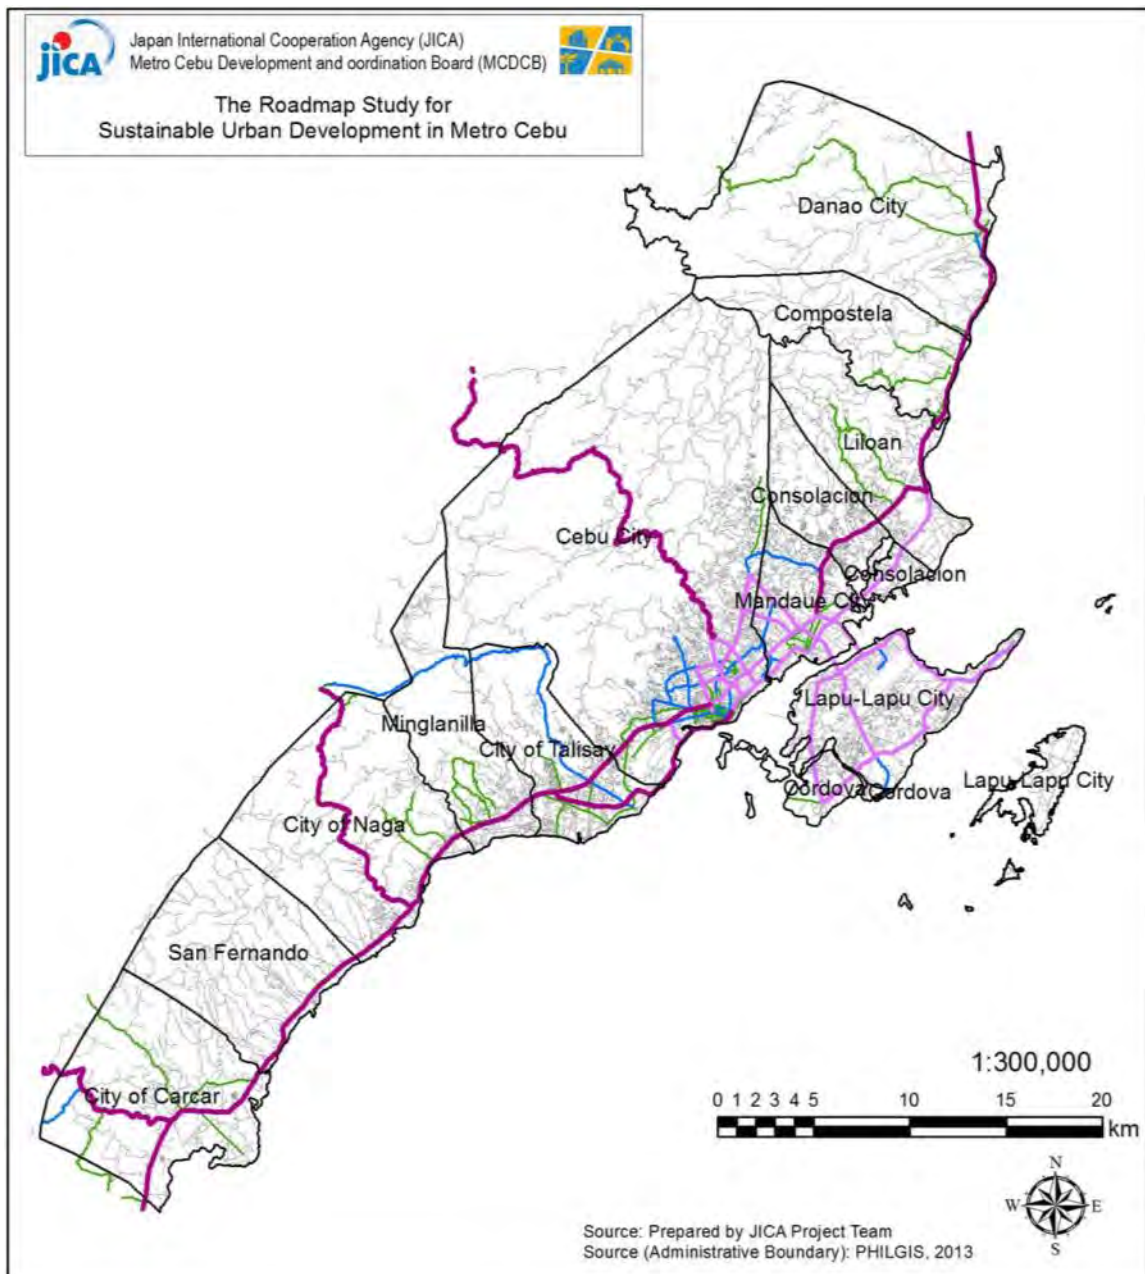 jICA
Japan International Cooperation Agency (JICA)
Metro Cebu Development and oordination Board (MCDCB)
The Roadmap Study for
Sustainable Urban Development in Metro Cebu
Danao City
Compostela
Liloan
Consolacion
Cebu City
Consolacion
Mandaue City
Lapu-Lapu City
Minglanilla
City of Talisay
Lapu-Lapu City
Cordova
Cordova
City of Naga
San Fernando
City of Carcar
1:300,000
0 1 2 3 4 5 10 15 20
km
N
W E
S
Source: Prepared by JICA Project Team
Source (Administrative Boundary): PHILGIS, 2013